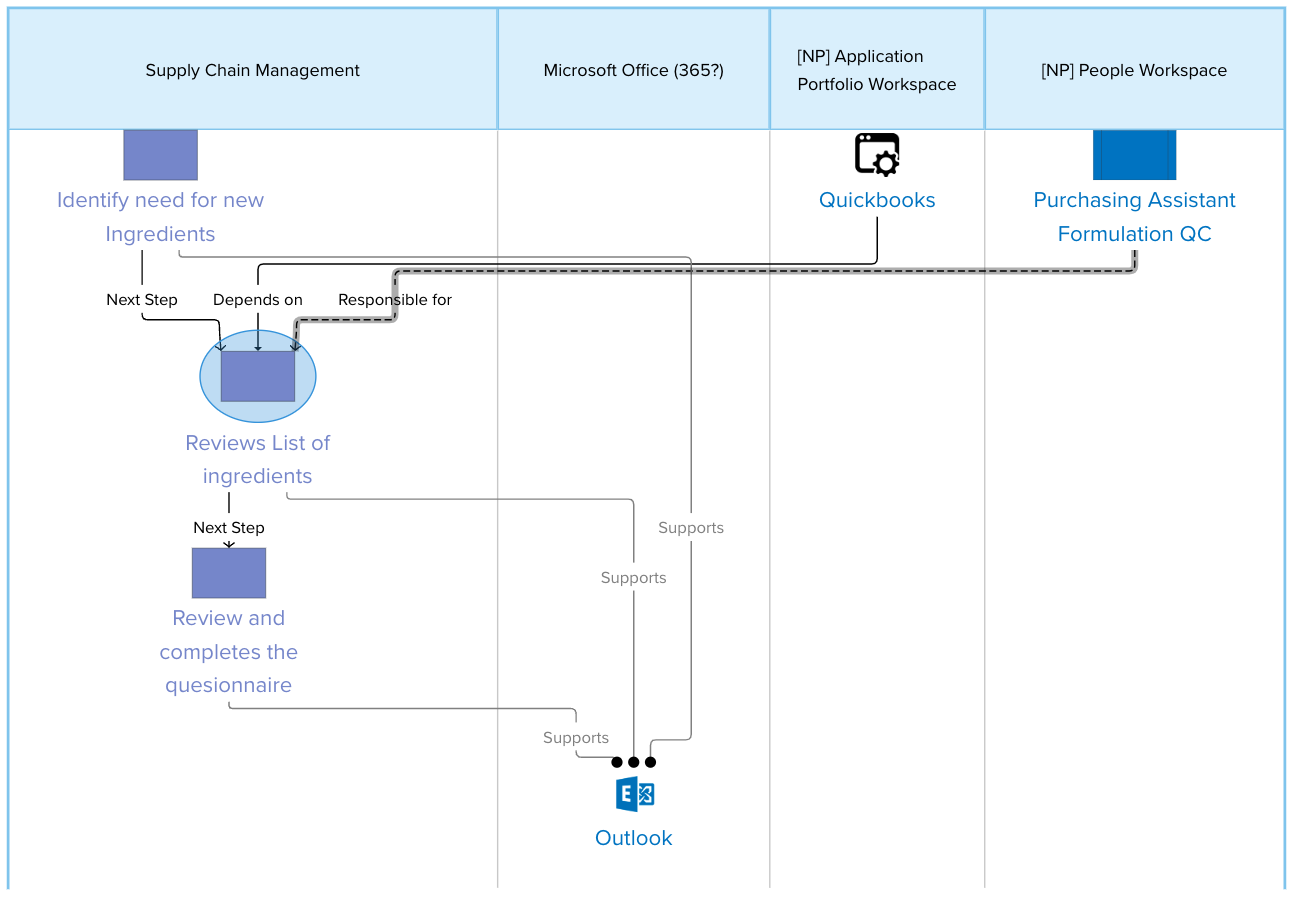 Supply Chain Management
Microsoft Office (365?)
[NP] Application
Portfolio Workspace
[NP] People Workspace
Identify need for new
Ingredients
Quickbooks
Purchasing Assistant
Formulation QC
Next Step
Depends on
Responsible for
Reviews List of
ingredients
Next Step
Supports
Supports
Review and
completes the
quesionnaire
Supports
E
Outlook